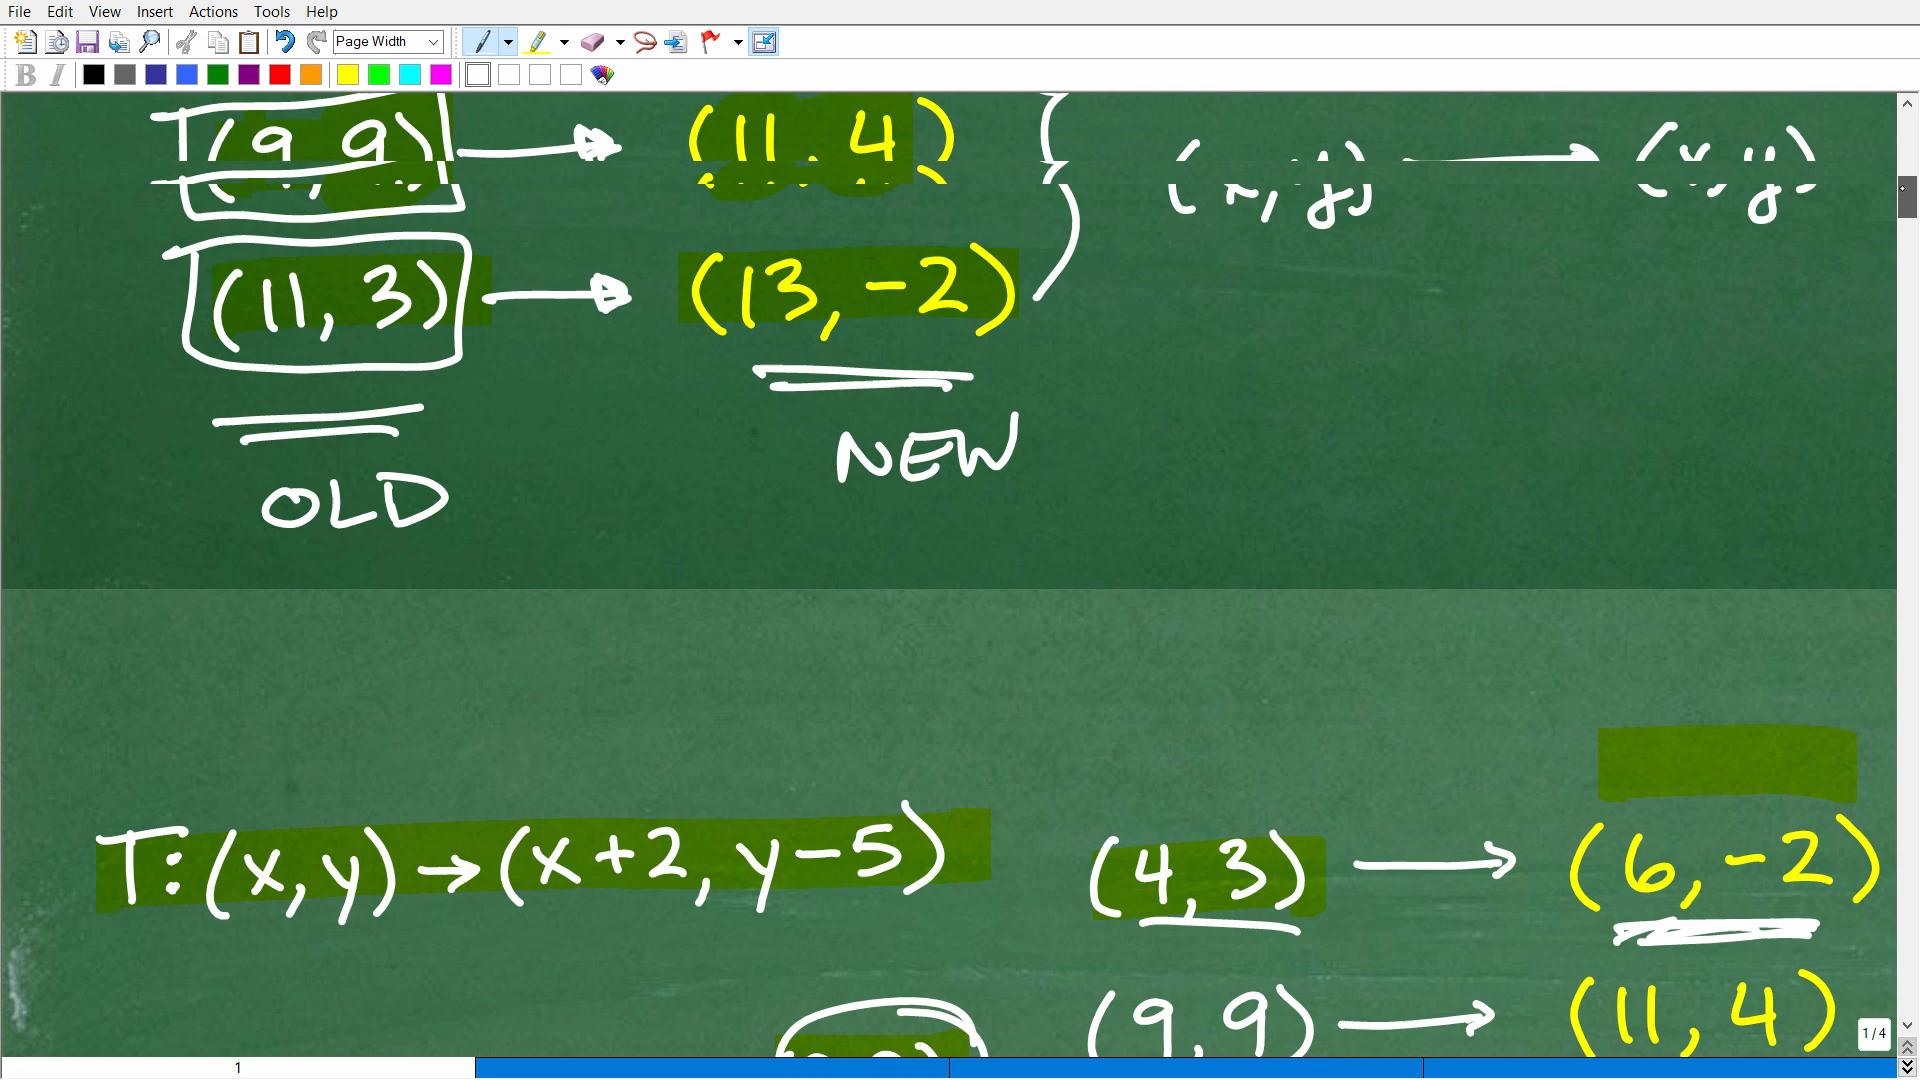 File Edit View Insert Actions Tools Help
Page Width
B I
(9, 9) → (11, 4)
(x, y) → (x, y)
(11, 3) → (13, -2)
NEW
OLD
T: (x, y) → (x+2, y-5)
(4, 3) → (6, -2)
(9, 9) → (11, 4)
1 / 4
1